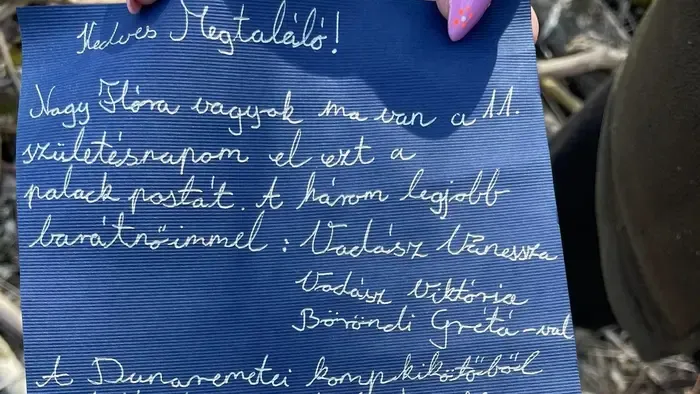 Kedves Megtaláló!
Nagy Flóra vagyok ma van a 11.
születésnapom el ezt a
palack postát. A három legjobb
barátnőimmel : Vadász Vanessza
Vadász Viktória
Böröndi Grétá-val
A Dunaremetei kompkikötőből